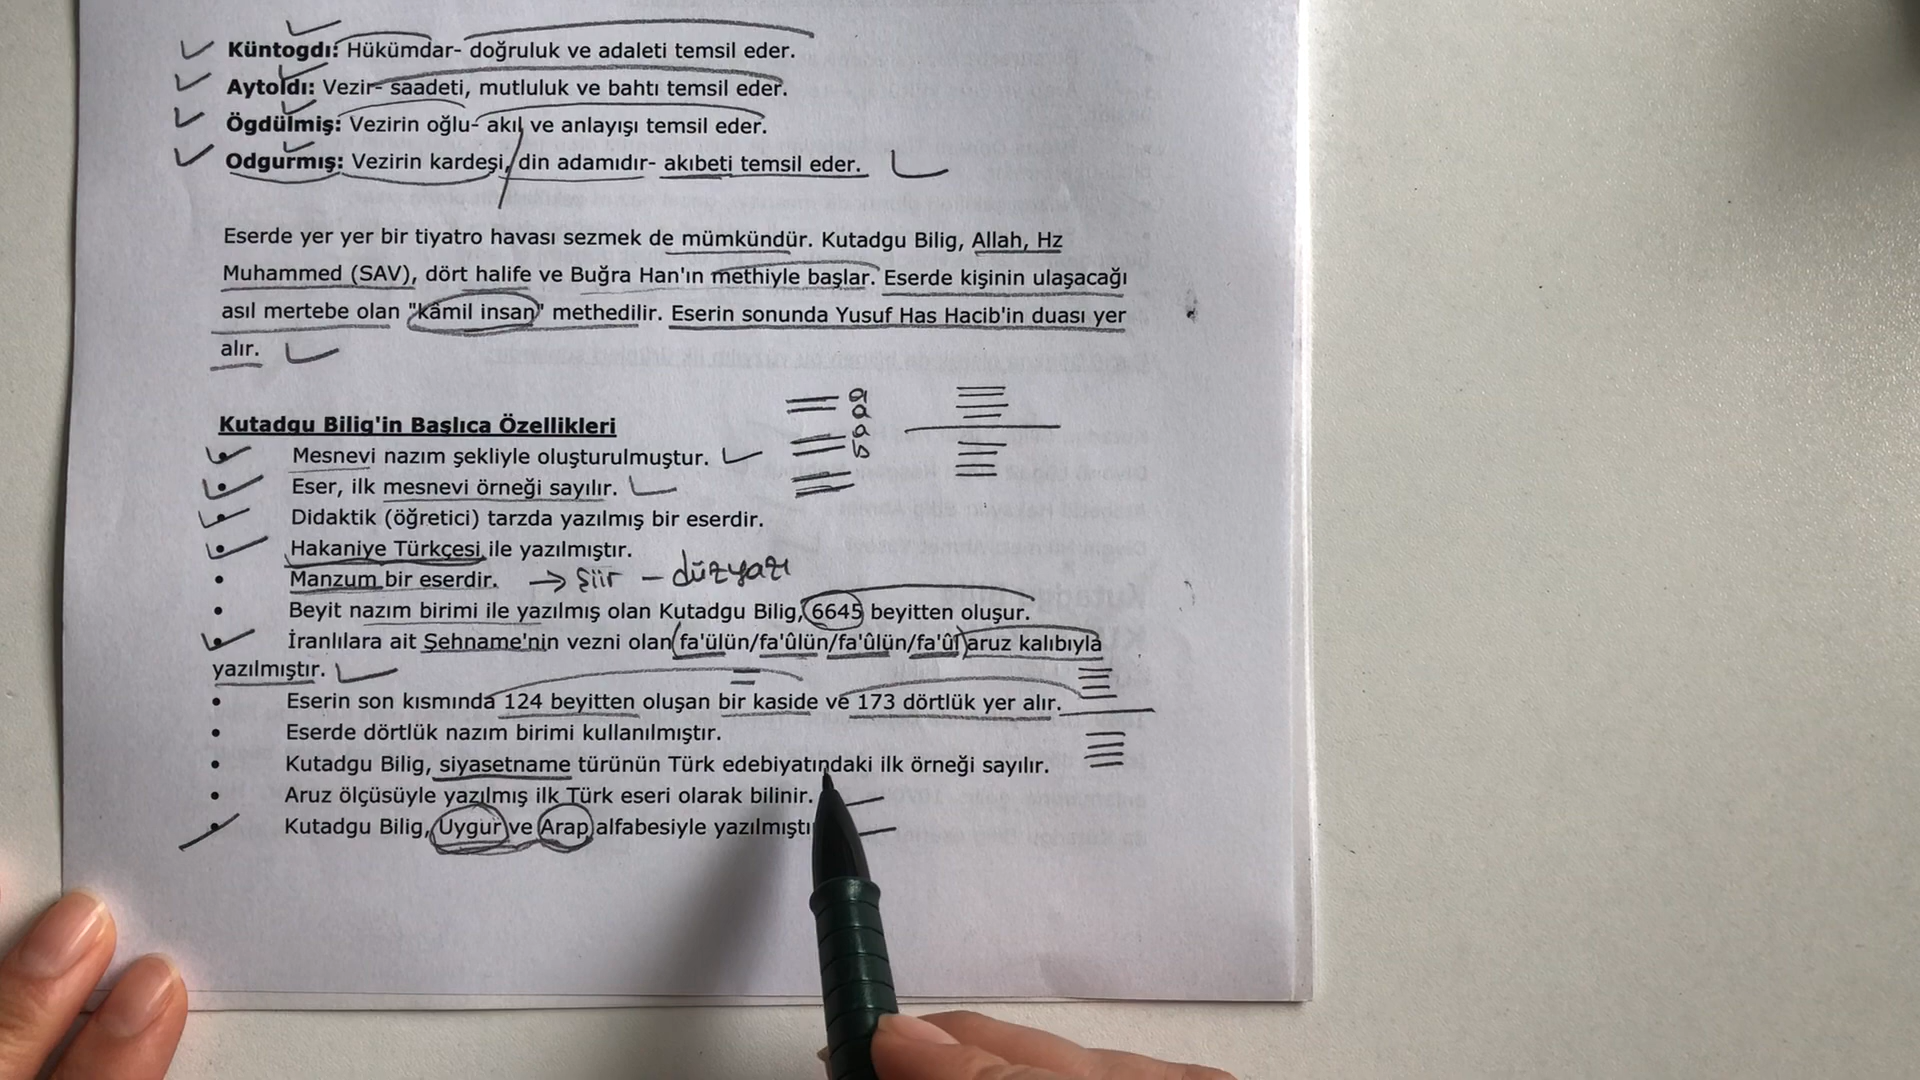 Küntogdı: Hükümdar- doğruluk ve adaleti temsil eder.
Aytoldı: Vezir- saadeti, mutluluk ve bahtı temsil eder.
Ögdülmiş: Vezirin oğlu- akıl ve anlayışı temsil eder.
Odgurmış: Vezirin kardeşi, din adamıdır- akıbeti temsil eder.
Eserde yer yer bir tiyatro havası sezmek de mümkündür. Kutadgu Bilig, Allah, Hz
Muhammed (SAV), dört halife ve Buğra Han'ın methiyle başlar. Eserde kişinin ulaşacağı
asıl mertebe olan "kâmil insan" methedilir. Eserin sonunda Yusuf Has Hacib'in duası yer
alır.
a
a
a
b
Kutadgu Bilig'in Başlıca Özellikleri
• Mesnevi nazım şekliyle oluşturulmuştur.
• Eser, ilk mesnevi örneği sayılır.
• Didaktik (öğretici) tarzda yazılmış bir eserdir.
• Hakaniye Türkçesi ile yazılmıştır.
• Manzum bir eserdir. → şiir – düzyazı
• Beyit nazım birimi ile yazılmış olan Kutadgu Bilig, 6645 beyitten oluşur.
• İranlılara ait Şehname'nin vezni olan fa'ülün/fa'ûlün/fa'ûlün/fa'ûl aruz kalıbıyla
yazılmıştır.
• Eserin son kısmında 124 beyitten oluşan bir kaside ve 173 dörtlük yer alır.
• Eserde dörtlük nazım birimi kullanılmıştır.
• Kutadgu Bilig, siyasetname türünün Türk edebiyatındaki ilk örneği sayılır.
• Aruz ölçüsüyle yazılmış ilk Türk eseri olarak bilinir.
• Kutadgu Bilig, Uygur ve Arap alfabesiyle yazılmıştı